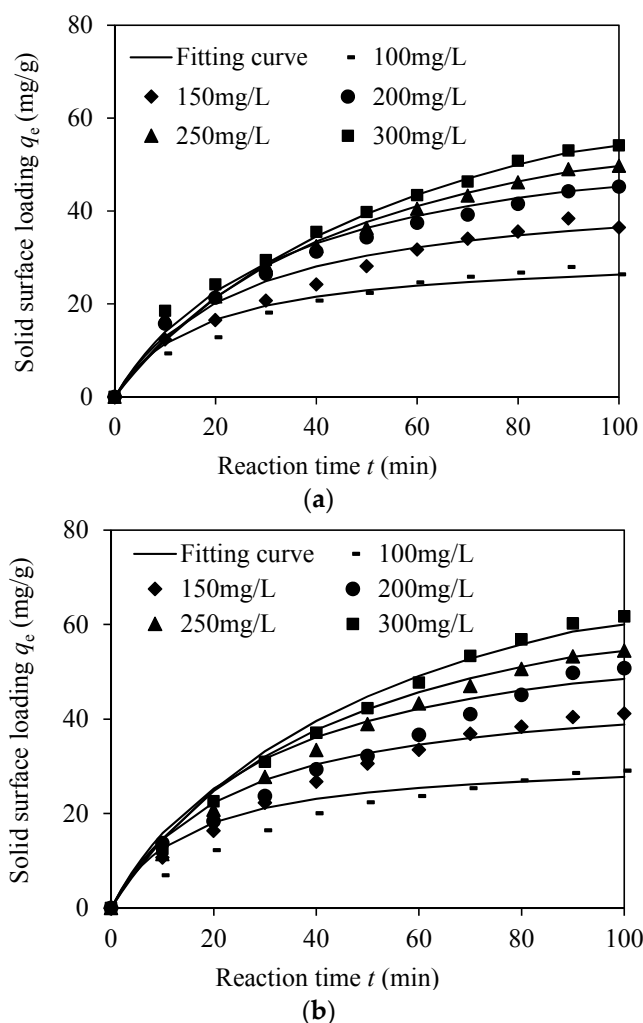 80
60
40
20
0
Solid surface loading qe (mg/g)
Fitting curve
100mg/L
150mg/L
200mg/L
250mg/L
300mg/L
0 20 40 60 80 100
Reaction time t (min)
(a)
80
60
40
20
0
Solid surface loading qe (mg/g)
Fitting curve
100mg/L
150mg/L
200mg/L
250mg/L
300mg/L
0 20 40 60 80 100
Reaction time t (min)
(b)